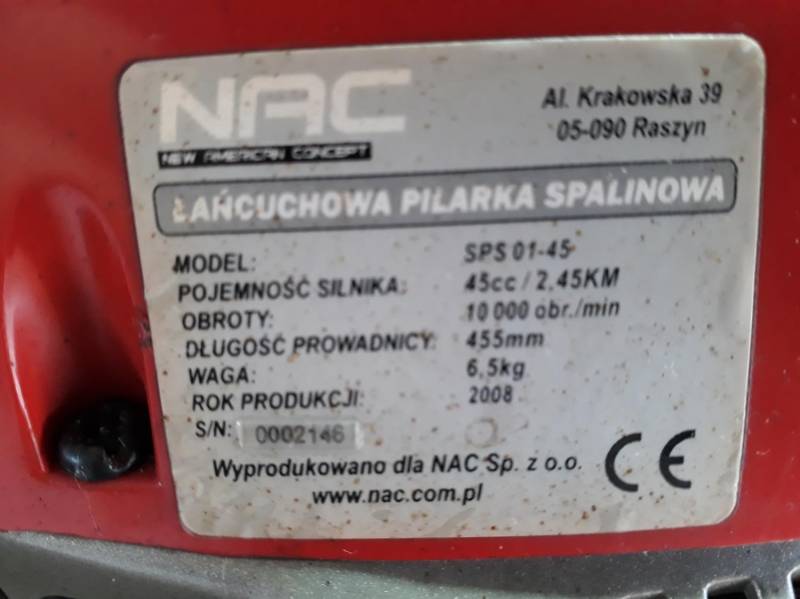 NAC
NEW AMERICAN CONCEPT
Al. Krakowska 39
05-090 Raszyn
ŁAŃCUCHOWA PILARKA SPALINOWA
MODEL: SPS 01-45
POJEMNOŚĆ SILNIKA: 45cc / 2,45KM
OBROTY: 10 000 obr./min
DŁUGOŚĆ PROWADNICY: 455mm
WAGA: 6,5kg
ROK PRODUKCJI: 2008
S/N: 0002146
Wyprodukowano dla NAC Sp. z o.o.
www.nac.com.pl
CE